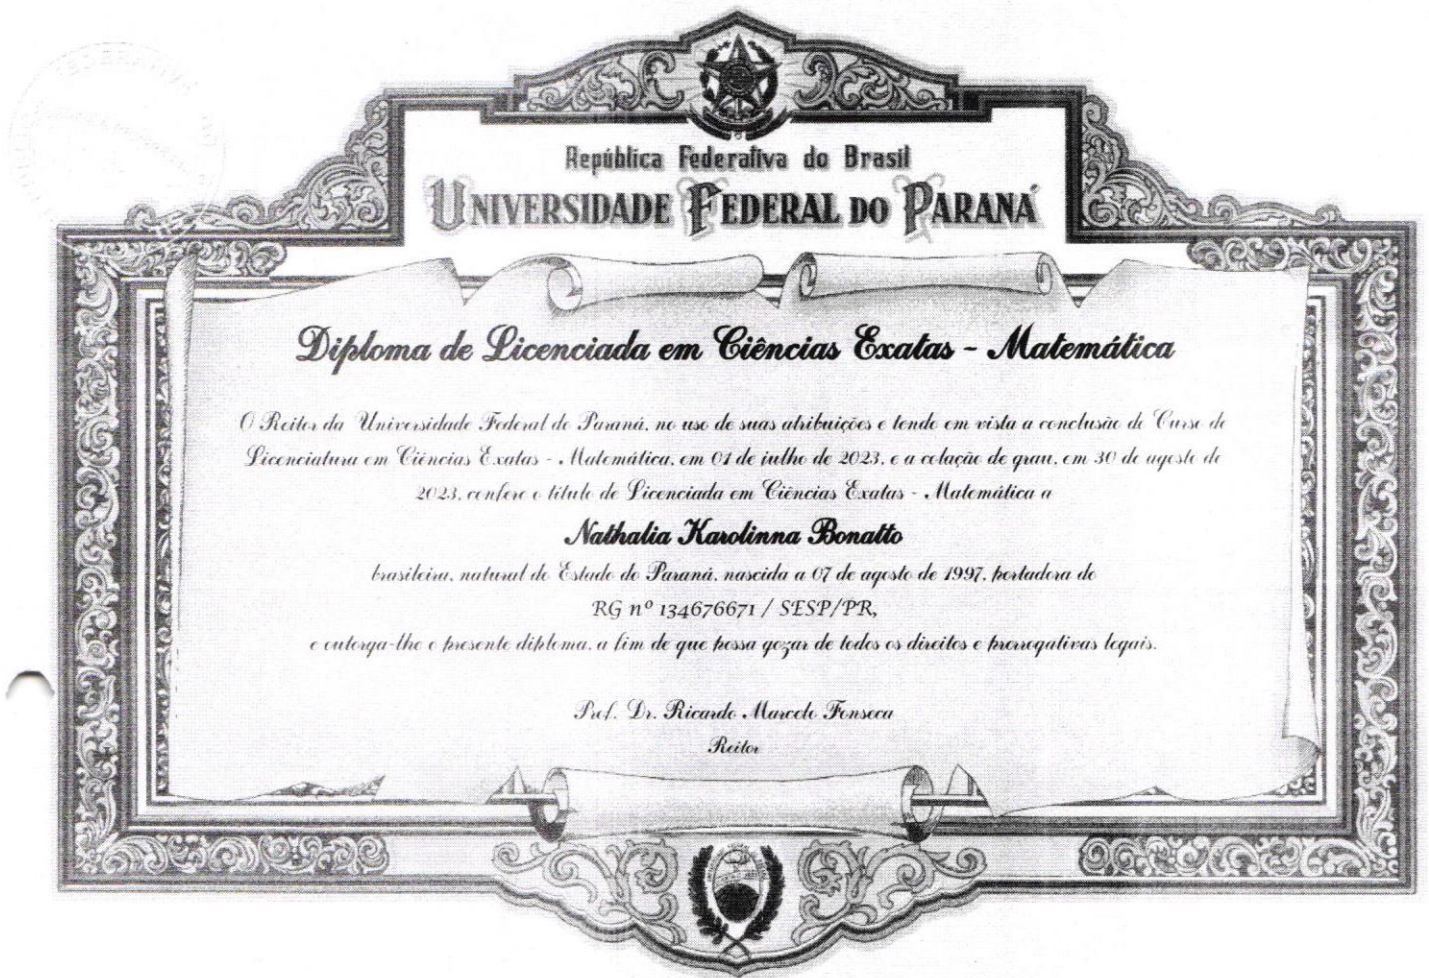 República Federativa do Brasil
UNIVERSIDADE FEDERAL DO PARANÁ
Diploma de Licenciada em Ciências Exatas - Matemática
O Reitor da Universidade Federal do Paraná, no uso de suas atribuições e tendo em vista a conclusão do Curso de
Licenciatura em Ciências Exatas - Matemática, em 01 de julho de 2023, e a colação de grau, em 30 de agosto de
2023, confere o título de Licenciada em Ciências Exatas - Matemática a
Nathalia Karolinna Bonatto
brasileira, natural do Estado do Paraná, nascida a 07 de agosto de 1997, portadora do
RG nº 134676671 / SESP/PR,
e outorga-lhe o presente diploma, a fim de que possa gozar de todos os direitos e prerrogativas legais.
Prof. Dr. Ricardo Marcelo Fonseca
Reitor